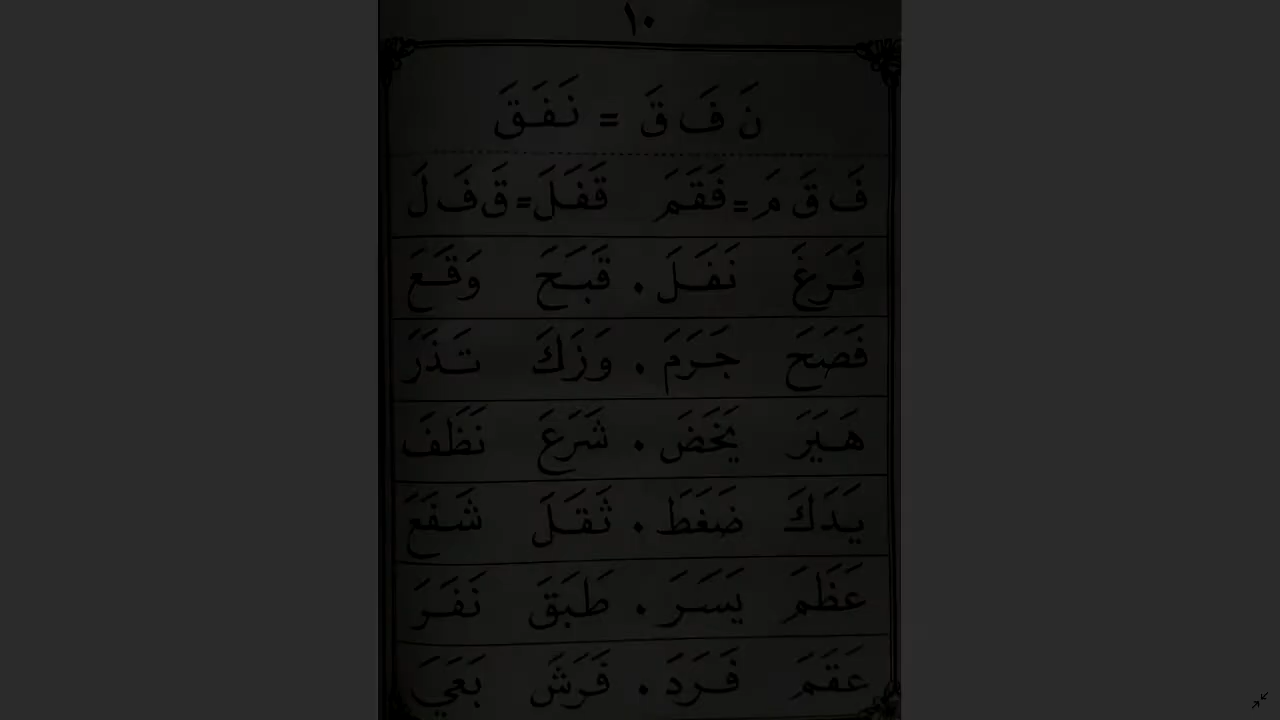 ١٠
نَ فَ قَ = نَفَقَ
فَ قَ مَ = فَقَمَ قَفَلَ = قَ فَ لَ
فَرَغَ نَفَلَ . قَبَحَ وَقَعَ
فَصَحَ جَرَمَ . وَزَكَ تَذَرَ
هَيَرَ يَخَضَ . شَرَعَ نَظَفَ
يَدَكَ ضَغَطَ . ثَقَلَ شَفَعَ
عَظَمَ يَسَرَ . طَبَقَ نَفَرَ
عَقَمَ فَرَدَ . فَرَشَ بَغَيَ